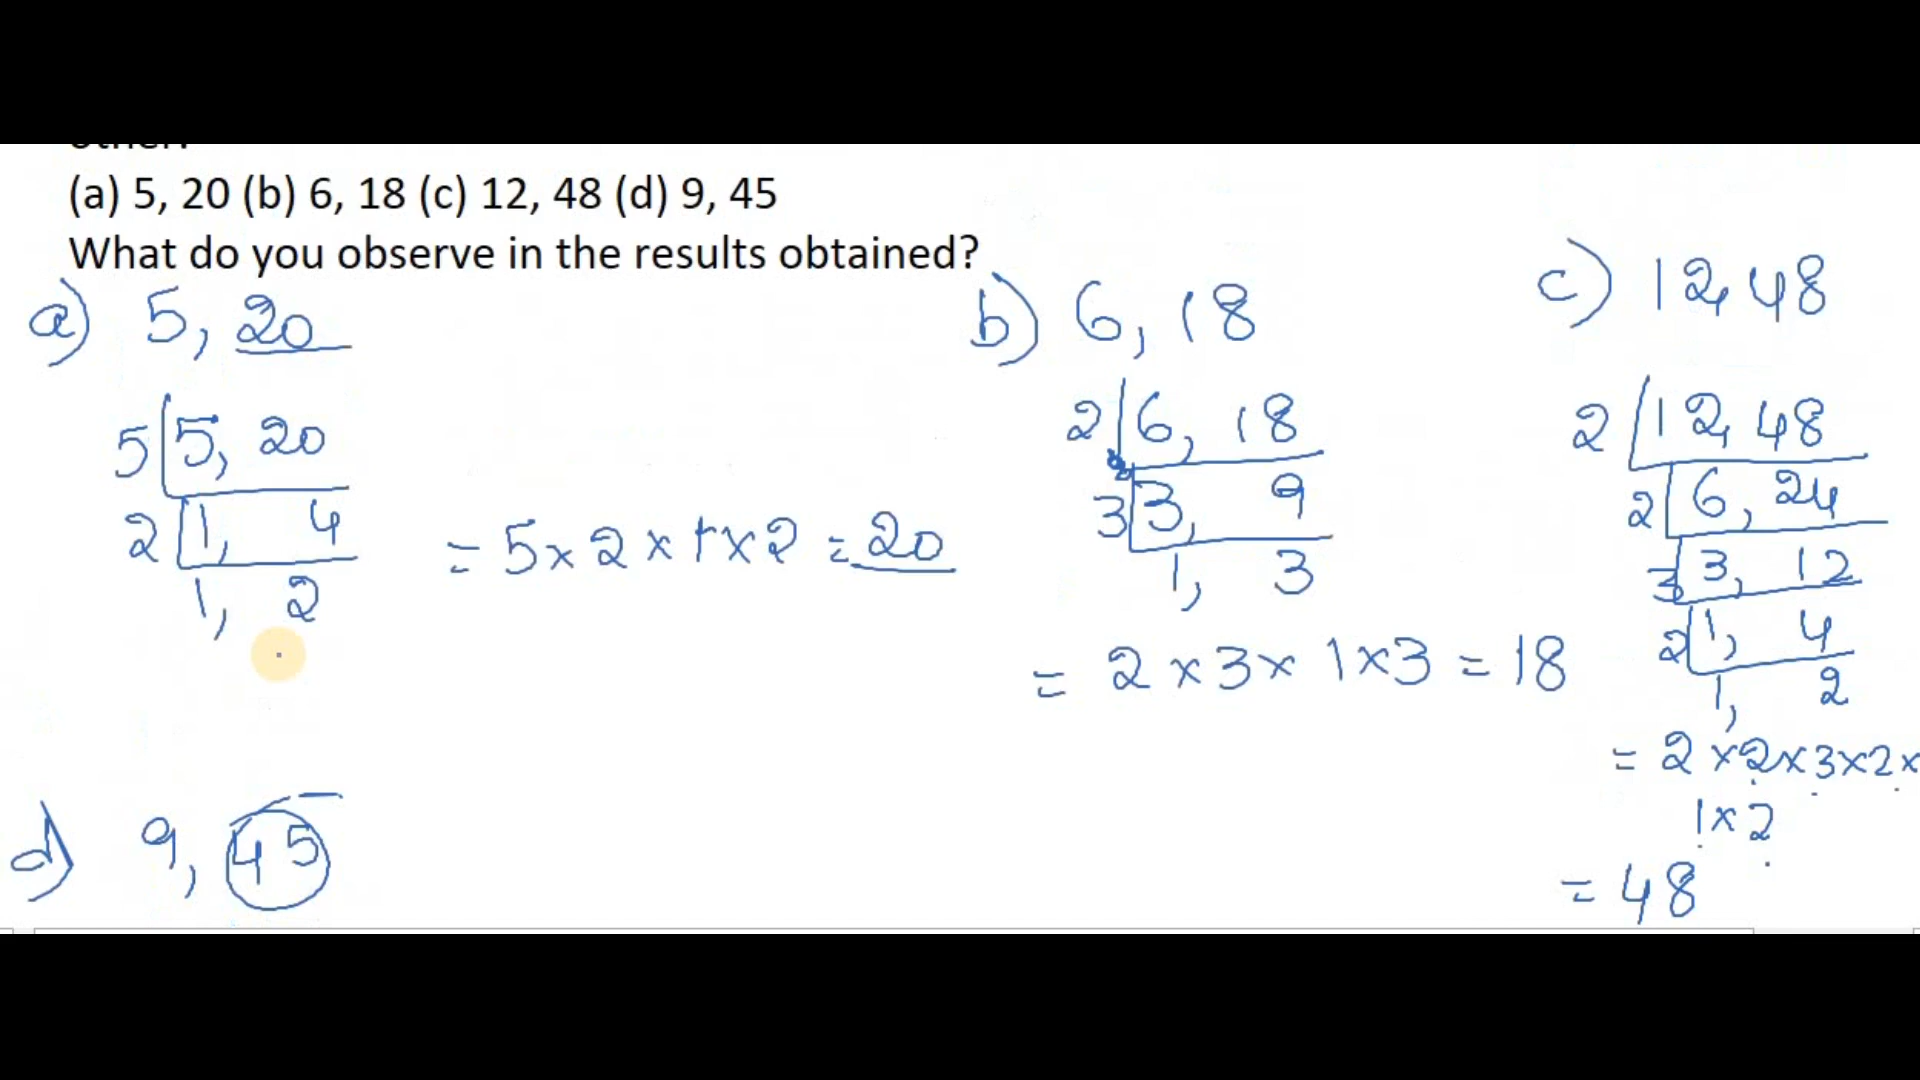 other.
(a) 5, 20 (b) 6, 18 (c) 12, 48 (d) 9, 45
What do you observe in the results obtained?
a) 5, 20
5 5, 20
2 1, 4
1, 2
= 5 x 2 x 1 x 2 = 20
b) 6, 18
2 6, 18
3 3, 9
1, 3
= 2 x 3 x 1 x 3 = 18
c) 12, 48
2 12, 48
2 6, 24
3 3, 12
2 1, 4
1, 2
= 2 x 2 x 3 x 2 x
1 x 2
= 48
d) 9, 45